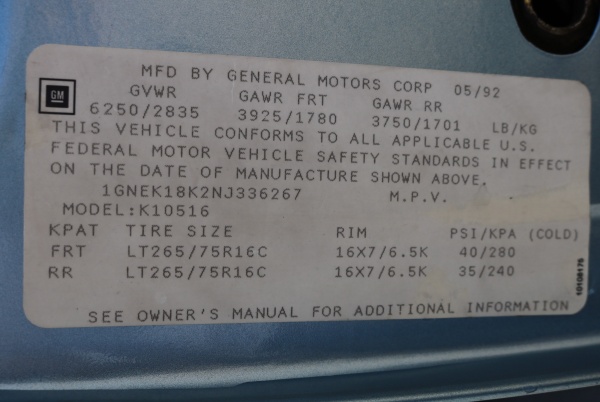 MFD BY GENERAL MOTORS CORP 05/92
GM
GVWR GAWR FRT GAWR RR
6250/2835 3925/1780 3750/1701 LB/KG
THIS VEHICLE CONFORMS TO ALL APPLICABLE U.S.
FEDERAL MOTOR VEHICLE SAFETY STANDARDS IN EFFECT
ON THE DATE OF MANUFACTURE SHOWN ABOVE.
1GNEK18K2NJ336267 M.P.V.
MODEL:K10516
KPAT TIRE SIZE RIM PSI/KPA (COLD)
FRT LT265/75R16C 16X7/6.5K 40/280
RR LT265/75R16C 16X7/6.5K 35/240
SEE OWNER'S MANUAL FOR ADDITIONAL INFORMATION